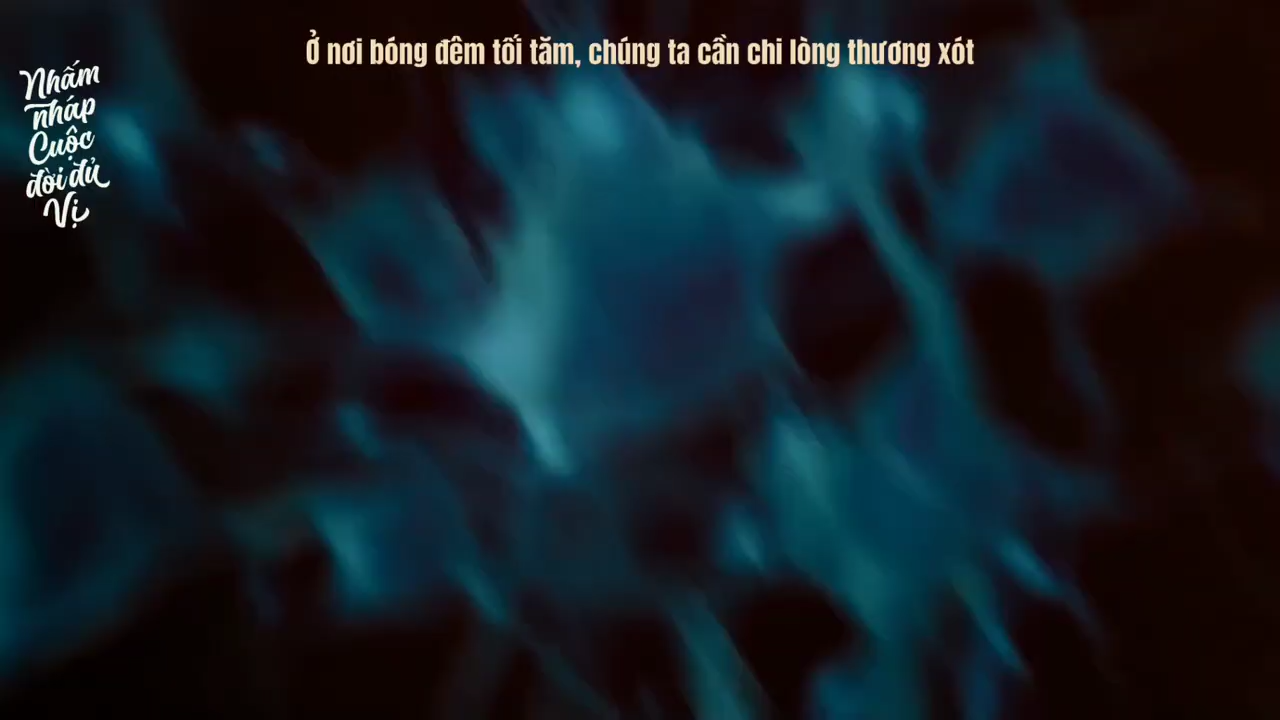 Ở nơi bóng đêm tối tăm, chúng ta cần chi lòng thương xót
Nhấm
nháp
Cuộc
đời đủ
Vị